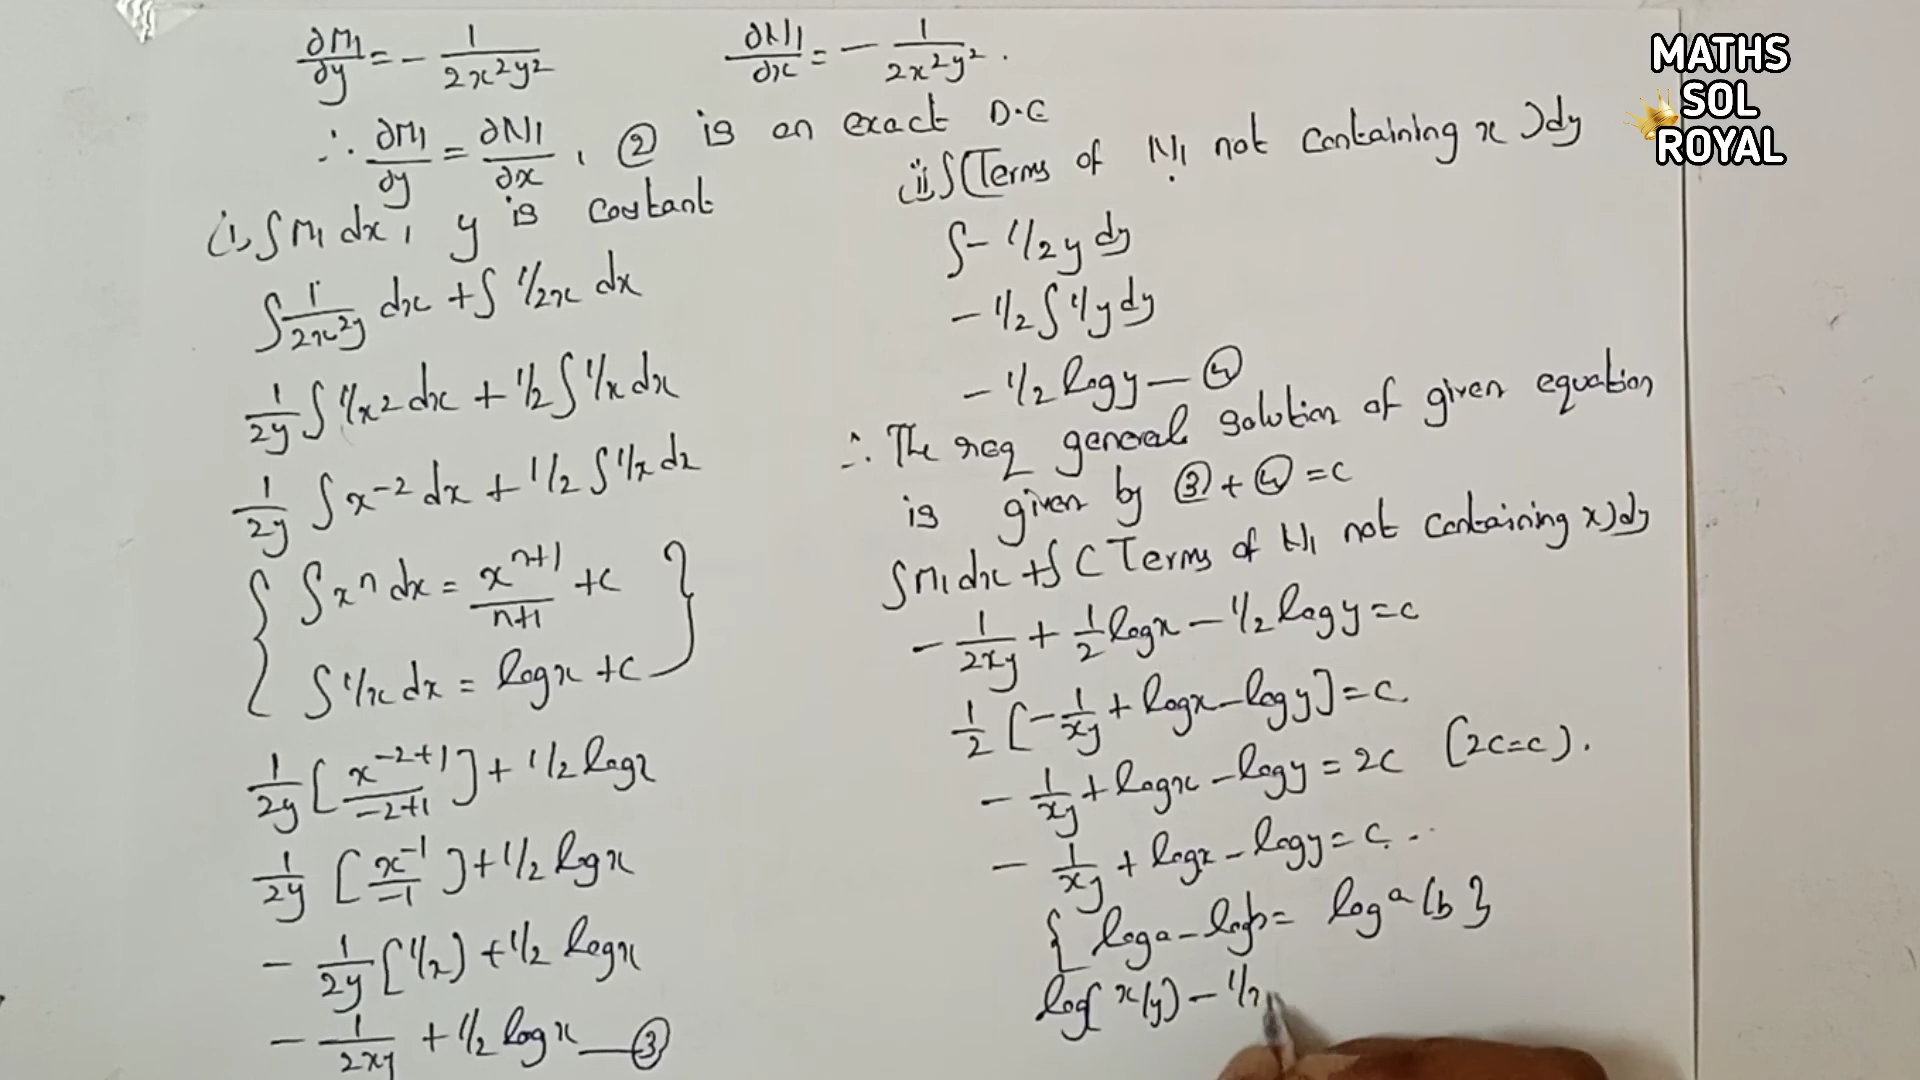 ∂M₁/∂y = - 1/2x²y²   ∂N₁/∂x = - 1/2x²y² .
∴ ∂M₁/∂y = ∂N₁/∂x , ② is an exact D.E
(i) ∫M₁ dx, y is constant
∫ 1/2x²y dx + ∫ 1/2x dx
1/2y ∫ 1/x² dx + 1/2 ∫ 1/x dx
1/2y ∫ x⁻² dx + 1/2 ∫ 1/x dx
{ ∫xⁿ dx = xⁿ⁺¹/n+1 + c
∫ 1/x dx = log x + c }
1/2y [x⁻²⁺¹/-2+1] + 1/2 log x
1/2y [x⁻¹/-1] + 1/2 log x
- 1/2y [1/x] + 1/2 log x
- 1/2xy + 1/2 log x — ③
(ii) ∫(Terms of N₁ not containing x)dy
∫ - 1/2y dy
- 1/2 ∫ 1/y dy
- 1/2 log y — ④
∴ The req general solution of given equation
is given by ③ + ④ = c
∫M₁dx + ∫( Terms of N₁ not containing x)dy
- 1/2xy + 1/2 log x - 1/2 log y = c
1/2 [- 1/xy + log x - log y] = c
- 1/xy + log x - log y = 2c (2c=c).
- 1/xy + log x - log y = c..
{ log a - log b = log a/b }
log(x/y) - 1/
MATHS
SOL
ROYAL